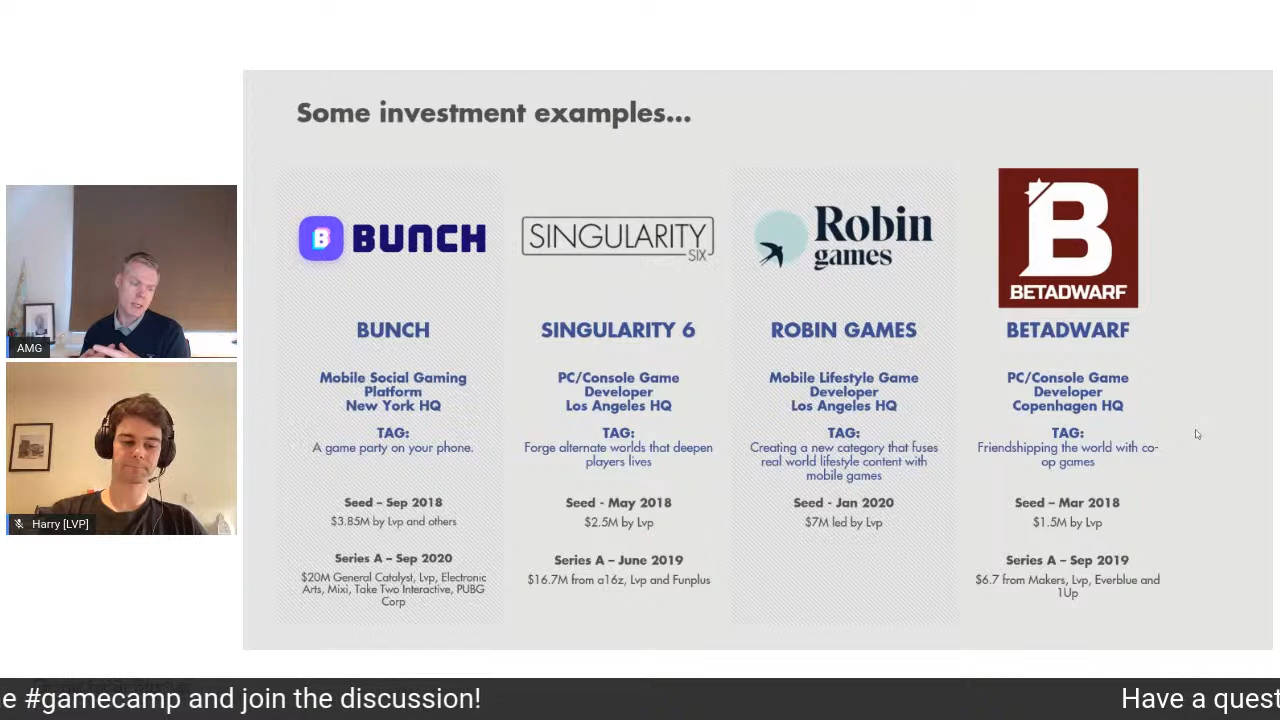 Some investment examples...
B BUNCH
SINGULARITY
SIX
Robin
games
B
BETADWARF
BUNCH
Mobile Social Gaming
Platform
New York HQ
TAG:
A game party on your phone.
Seed – Sep 2018
$3.85M by Lvp and others
Series A – Sep 2020
$20M General Catalyst, Lvp, Electronic
Arts, Mixi, Take Two Interactive, PUBG
Corp
SINGULARITY 6
PC/Console Game
Developer
Los Angeles HQ
TAG:
Forge alternate worlds that deepen
players lives
Seed - May 2018
$2.5M by Lvp
Series A – June 2019
$16.7M from a16z, Lvp and Funplus
ROBIN GAMES
Mobile Lifestyle Game
Developer
Los Angeles HQ
TAG:
Creating a new category that fuses
real world lifestyle content with
mobile games
Seed - Jan 2020
$7M led by Lvp
BETADWARF
PC/Console Game
Developer
Copenhagen HQ
TAG:
Friendshipping the world with co-
op games
Seed – Mar 2018
$1.5M by Lvp
Series A – Sep 2019
$6.7 from Makers, Lvp, Everblue and
1Up
AMG
Harry [LVP]
e #gamecamp and join the discussion!
Have a quest